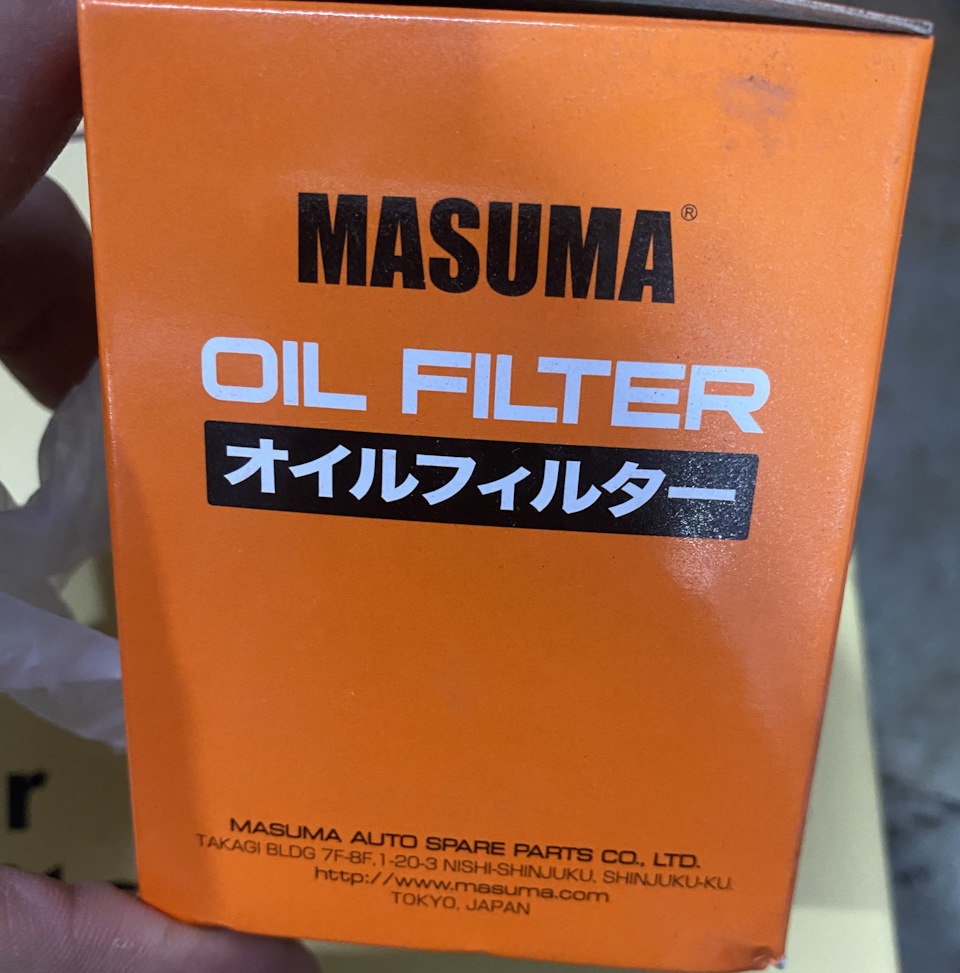 MASUMA®
OIL FILTER
オイルフィルター
MASUMA AUTO SPARE PARTS CO., LTD.
TAKAGI BLDG 7F-8F,1-20-3 NISHI-SHINJUKU, SHINJUKU-KU.
http://www.masuma.com
TOKYO, JAPAN
r